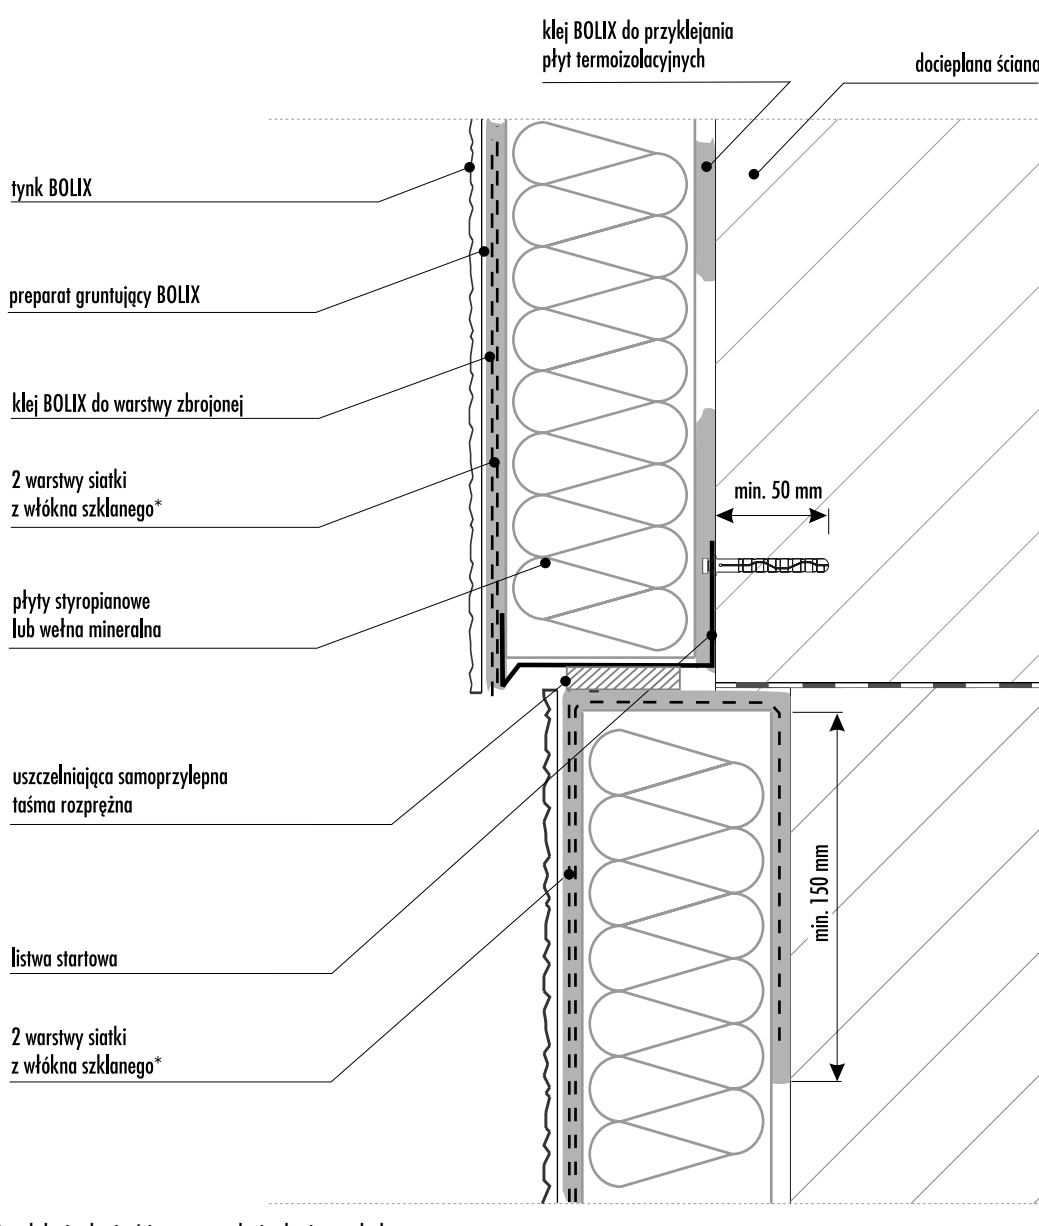 klej BOLIX do przyklejania
płyt termoizolacyjnych
docieplana ściana
tynk BOLIX
preparat gruntujący BOLIX
klej BOLIX do warstwy zbrojonej
2 warstwy siatki
z włókna szklanego*
min. 50 mm
płyty styropianowe
lub wełna mineralna
uszczelniająca samoprzylepna
taśma rozprężna
min. 150 mm
listwa startowa
2 warstwy siatki
z włókna szklanego*